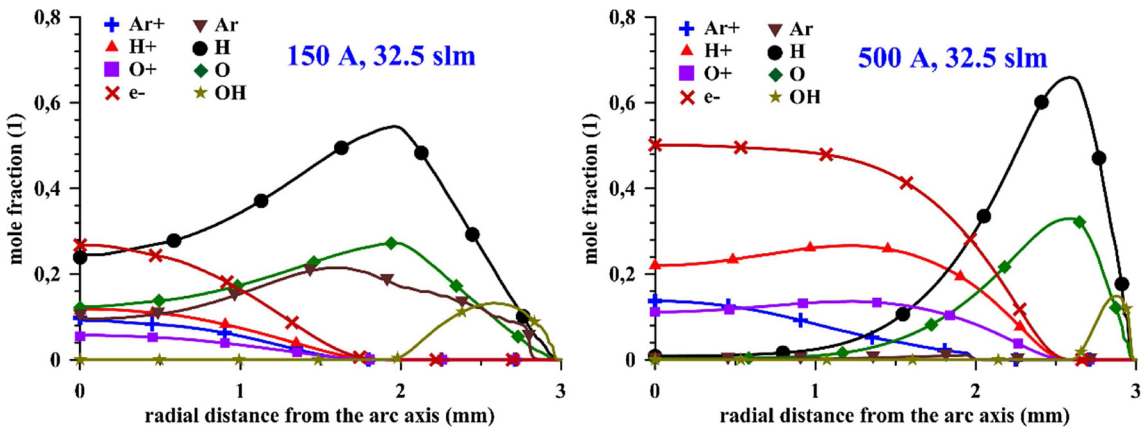 0,8
0,6
0,4
0,2
0
mole fraction (1)
Ar+ Ar
H+ H
O+ O
e- OH
150 A, 32.5 slm
0 1 2 3
radial distance from the arc axis (mm)
0,8
0,6
0,4
0,2
0
mole fraction (1)
Ar+ Ar
H+ H
O+ O
e- OH
500 A, 32.5 slm
0 1 2 3
radial distance from the arc axis (mm)